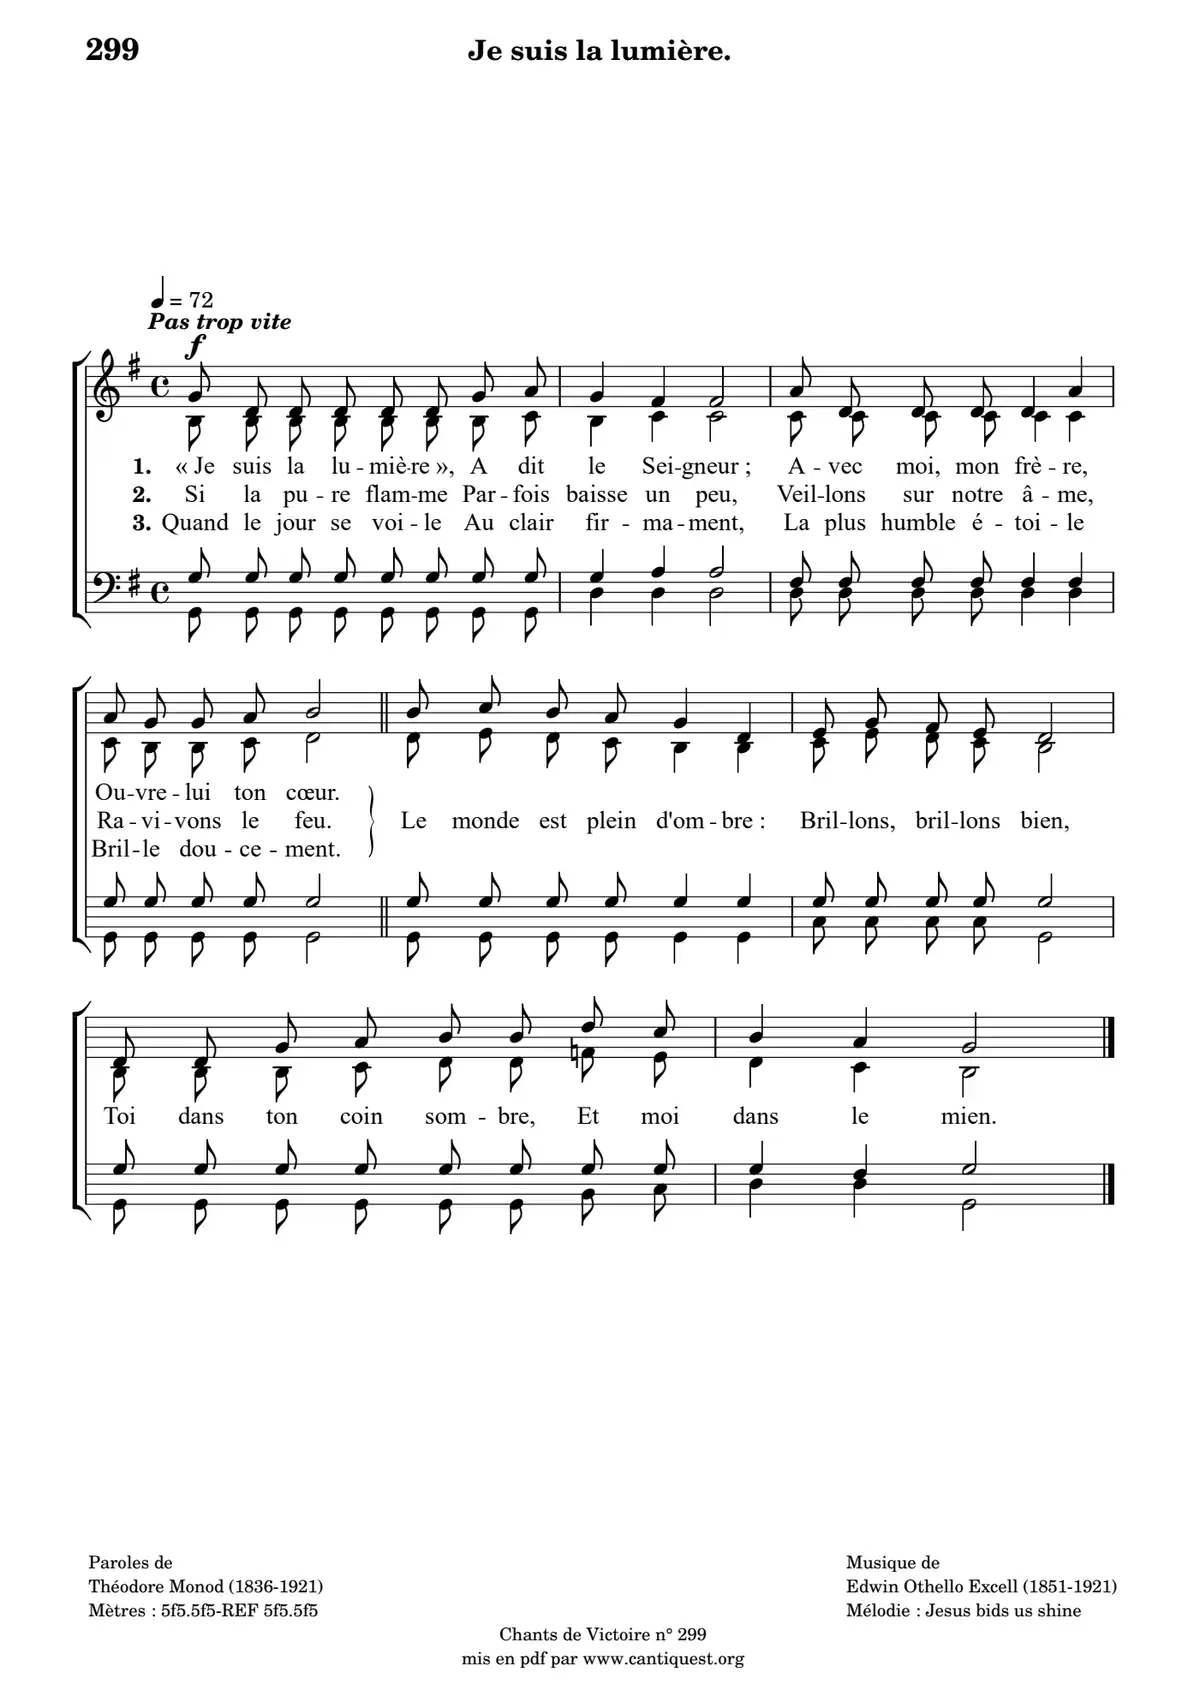 299 Je suis la lumière.
= 72
Pas trop vite
f
1. « Je suis la lu - miè - re », A dit le Sei - gneur ; A - vec moi, mon frè - re,
2. Si la pu - re flam - me Par - fois baisse un peu, Veil - lons sur notre â - me,
3. Quand le jour se voi - le Au clair fir - ma - ment, La plus humble é - toi - le
Ou - vre - lui ton cœur.
Ra - vi - vons le feu. Le monde est plein d'om - bre : Bril - lons, bril - lons bien,
Bril - le dou - ce - ment.
Toi dans ton coin som - bre, Et moi dans le mien.
Paroles de
Théodore Monod (1836-1921)
Mètres : 5f5.5f5-REF 5f5.5f5
Musique de
Edwin Othello Excell (1851-1921)
Mélodie : Jesus bids us shine
Chants de Victoire n° 299
mis en pdf par www.cantiquest.org